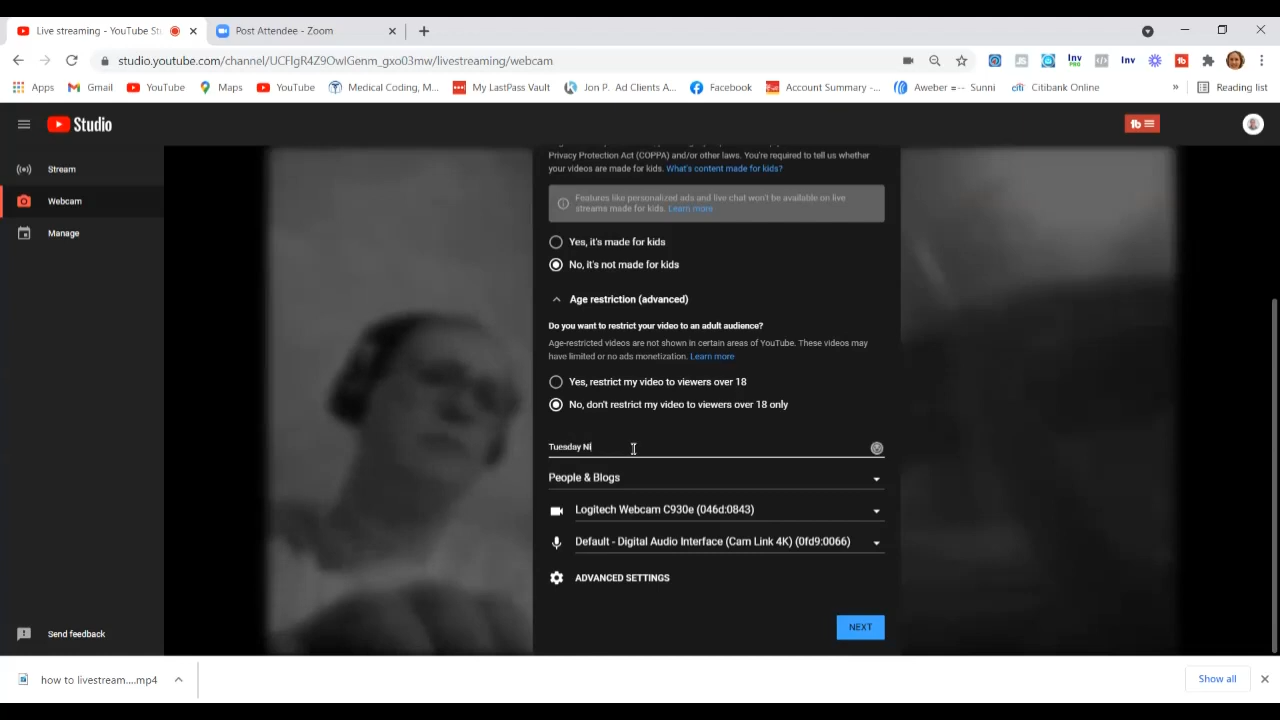 Live streaming - YouTube St
Post Attendee - Zoom
studio.youtube.com/channel/
/livestreaming/webcam
Apps Gmail YouTube Maps YouTube Medical Coding, M... My LastPass Vault Jon P. Ad Clients A... Facebook Account Summary -... Aweber =-- Sunni Citibank Online » Reading list
Studio
Stream
Webcam
Manage
Send feedback
Privacy Protection Act (COPPA) and/or other laws. You're required to tell us whether
your videos are made for kids. What's content made for kids?
Features like personalized ads and live chat won't be available on live
streams made for kids. Learn more
Yes, it's made for kids
No, it's not made for kids
Age restriction (advanced)
Do you want to restrict your video to an adult audience?
Age-restricted videos are not shown in certain areas of YouTube. These videos may
have limited or no ads monetization. Learn more
Yes, restrict my video to viewers over 18
No, don't restrict my video to viewers over 18 only
Tuesday Ni
People & Blogs
Logitech Webcam C930e (046d:0843)
Default - Digital Audio Interface (Cam Link 4K) (0fd9:0066)
ADVANCED SETTINGS
NEXT
how to livestream....mp4
Show all